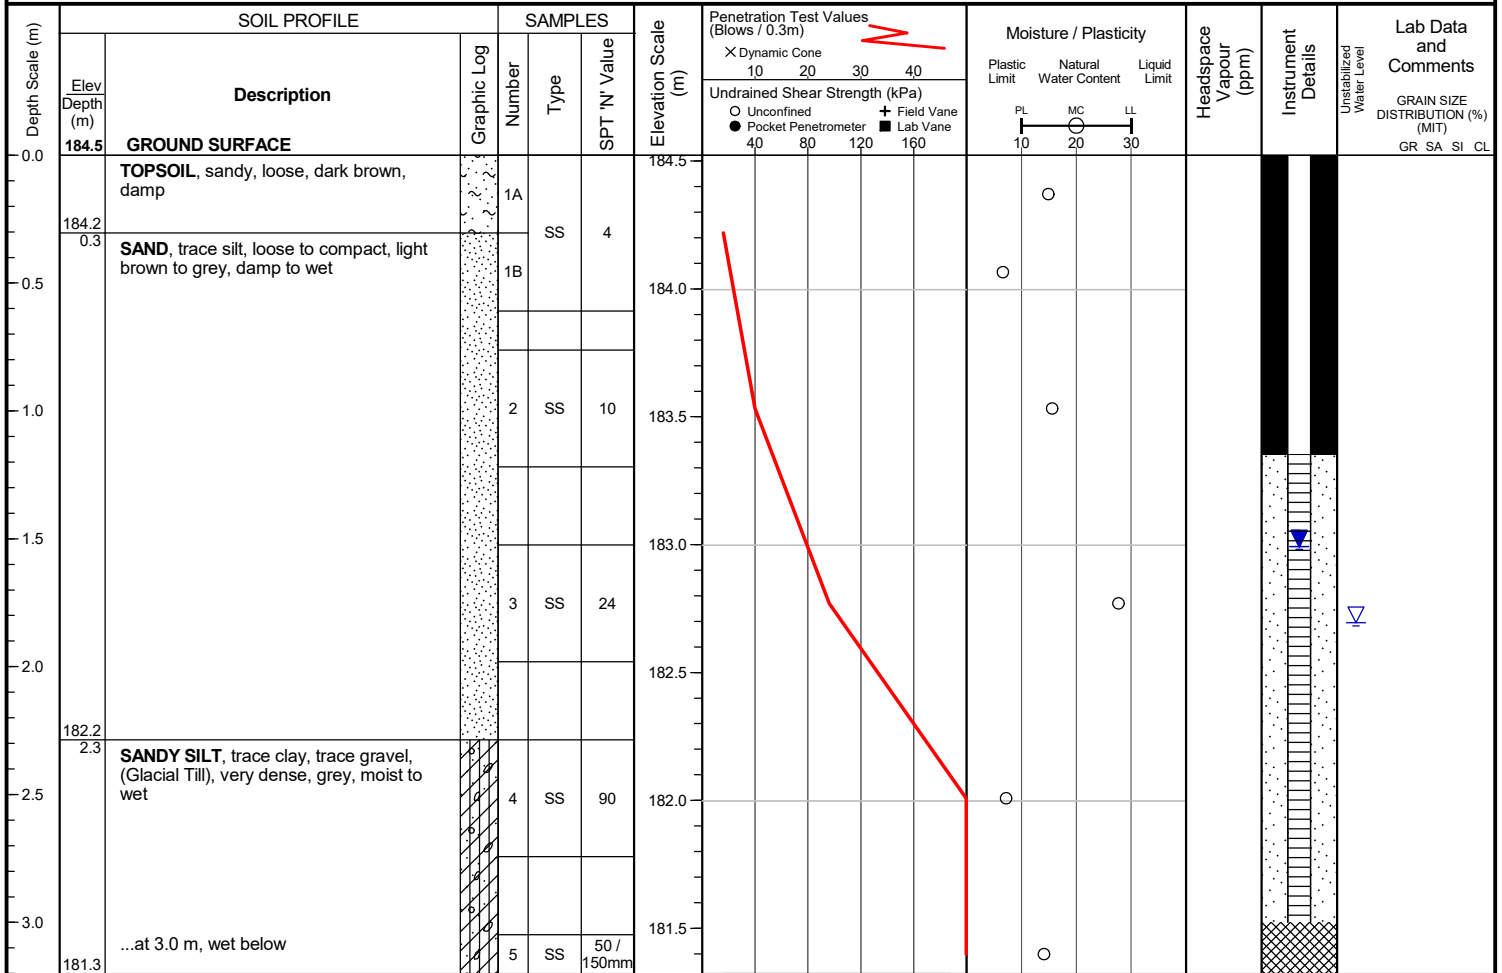 SOIL PROFILE
SAMPLES
Depth Scale (m)
Elev
Depth
(m)
184.5
Description
GROUND SURFACE
Graphic Log
Number
Type
SPT 'N' Value
Elevation Scale
(m)
Penetration Test Values
(Blows / 0.3m)
× Dynamic Cone
10 20 30 40
Undrained Shear Strength (kPa)
Unconfined
+ Field Vane
Pocket Penetrometer
Lab Vane
40 80 120 160
Moisture / Plasticity
Plastic
Limit
Natural
Water Content
Liquid
Limit
PL MC LL
10 20 30
Headspace
Vapour
(ppm)
Instrument
Details
Unstabilized
Water Level
Lab Data
and
Comments
GRAIN SIZE
DISTRIBUTION (%)
(MIT)
GR SA SI CL
0.0
0.5
1.0
1.5
2.0
2.5
3.0
TOPSOIL, sandy, loose, dark brown,
damp
184.2
0.3
SAND, trace silt, loose to compact, light
brown to grey, damp to wet
182.2
2.3
SANDY SILT, trace clay, trace gravel,
(Glacial Till), very dense, grey, moist to
wet
...at 3.0 m, wet below
181.3
1A
SS 4
1B
2 SS 10
3 SS 24
4 SS 90
5 SS 50 /
150mm
184.5
184.0
183.5
183.0
182.5
182.0
181.5